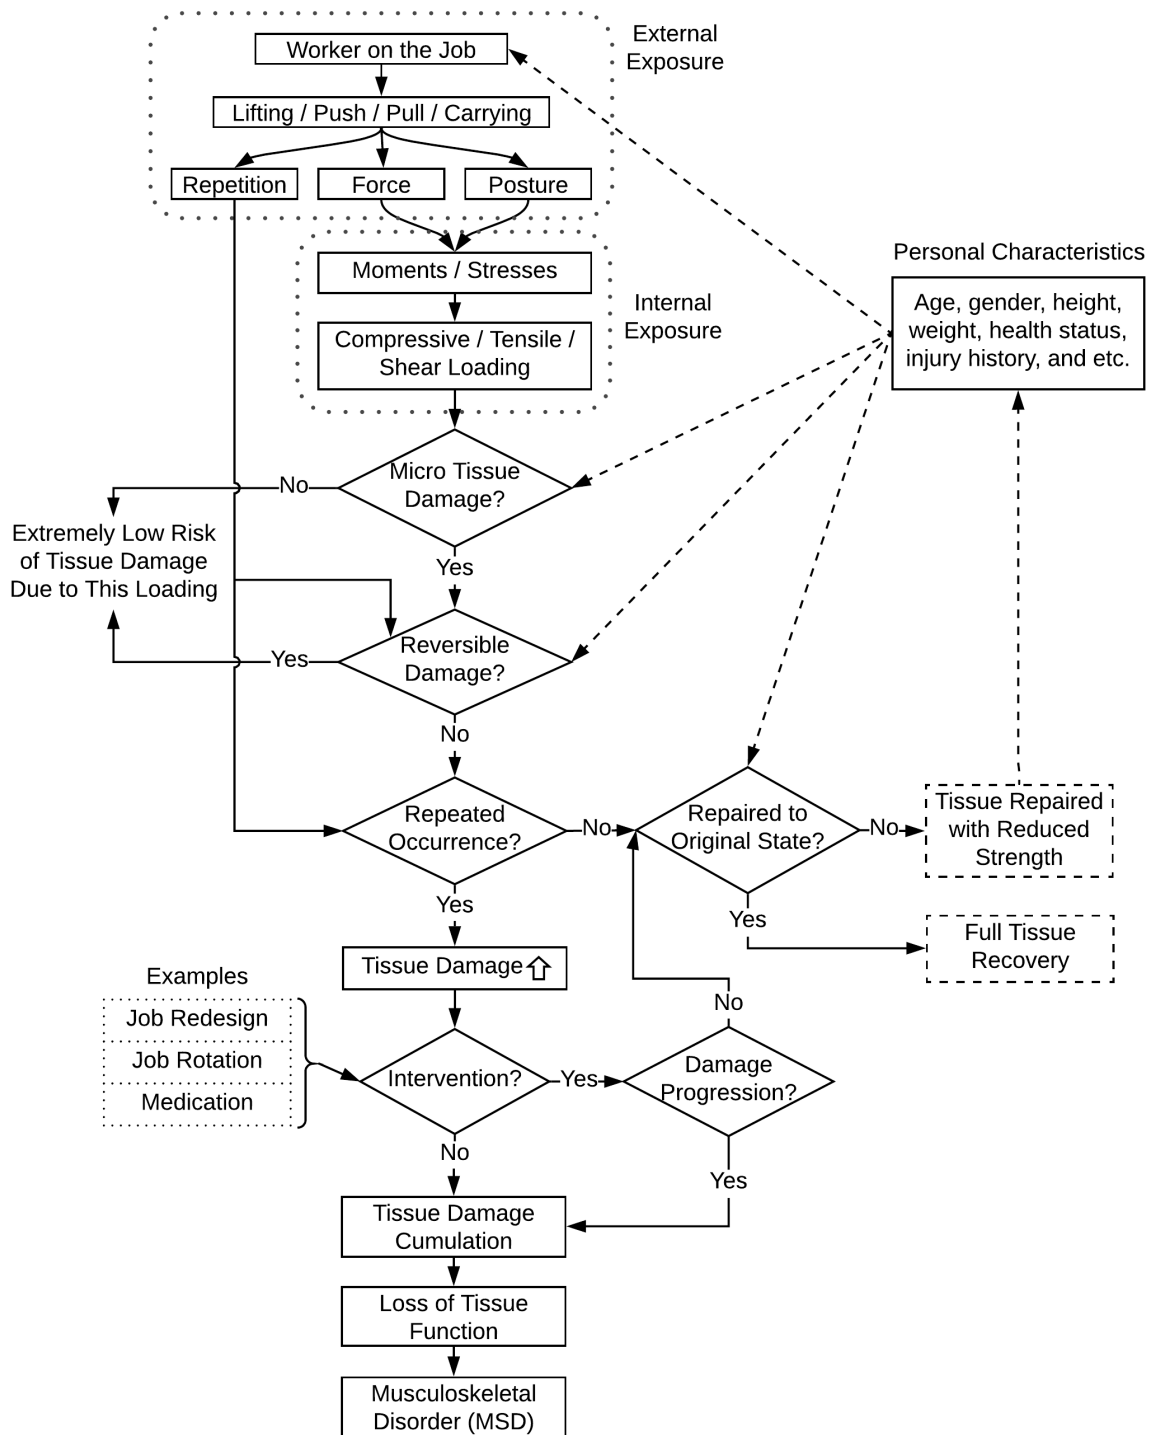 External
Exposure
Worker on the Job
Lifting / Push / Pull / Carrying
Repetition
Force
Posture
Moments / Stresses
Internal
Exposure
Compressive / Tensile /
Shear Loading
Personal Characteristics
Age, gender, height,
weight, health status,
injury history, and etc.
Micro Tissue
Damage?
No
Extremely Low Risk
of Tissue Damage
Due to This Loading
Yes
Reversible
Damage?
Yes
No
Repeated
Occurrence?
No
Repaired to
Original State?
No
Tissue Repaired
with Reduced
Strength
Yes
Yes
Full Tissue
Recovery
Tissue Damage
Examples
Job Redesign
Job Rotation
Medication
Intervention?
Yes
No
Damage
Progression?
No
Yes
Tissue Damage
Cumulation
Loss of Tissue
Function
Musculoskeletal
Disorder (MSD)